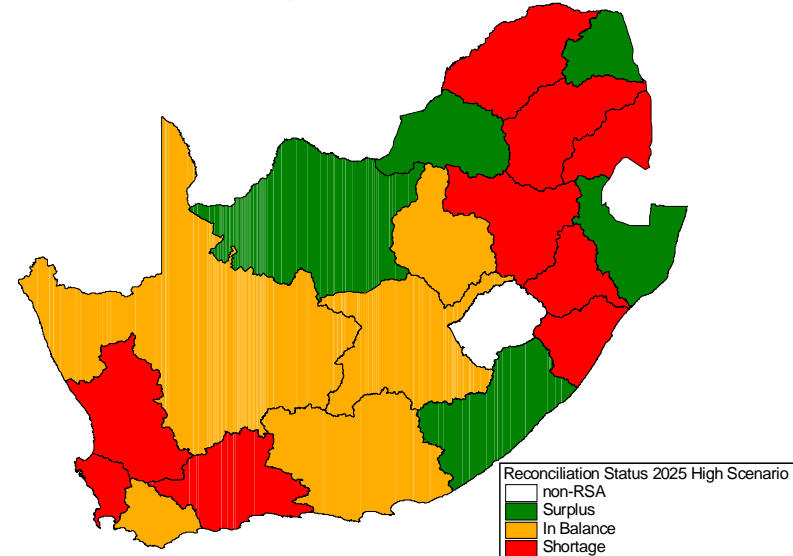 Reconciliation Status 2025 High Scenario
non-RSA
Surplus
In Balance
Shortage